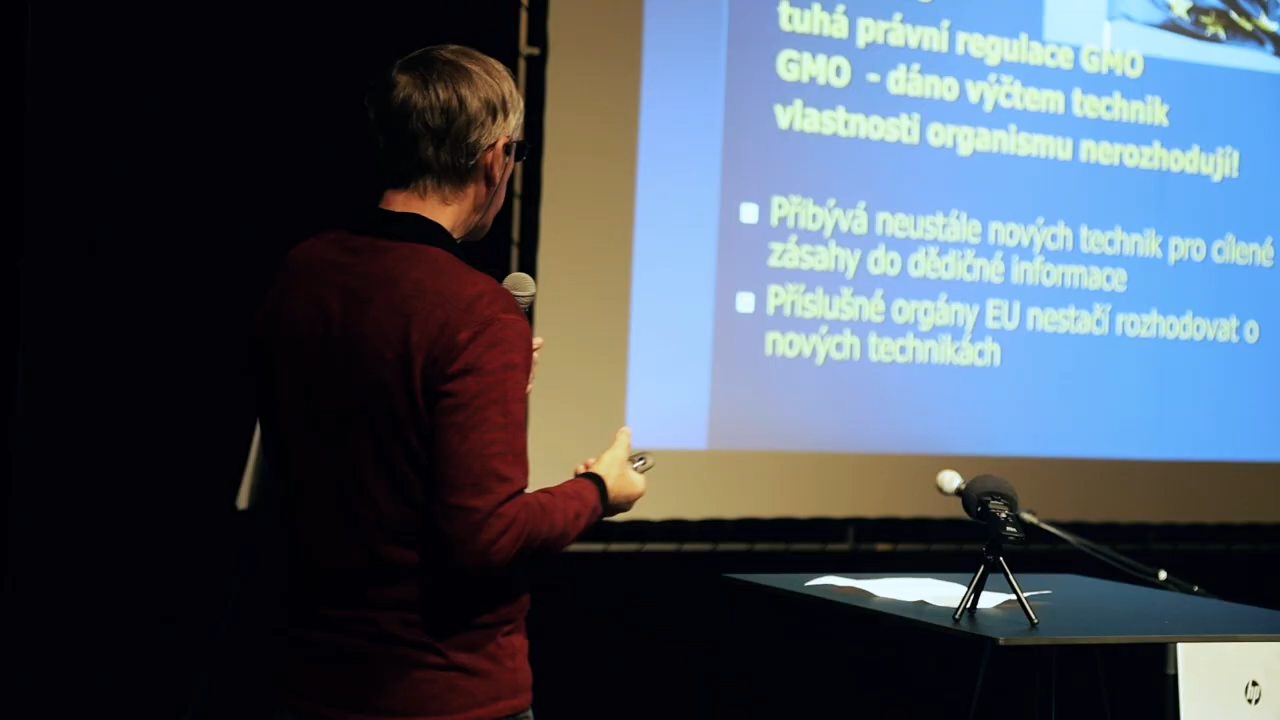 tuhá právní regulace GMO
GMO - dáno výčtem technik
vlastnosti organismu nerozhodují!
Přibývá neustále nových technik pro cílené
zásahy do dědičné informace
Příslušné orgány EU nestačí rozhodovat o
nových technikách
hp